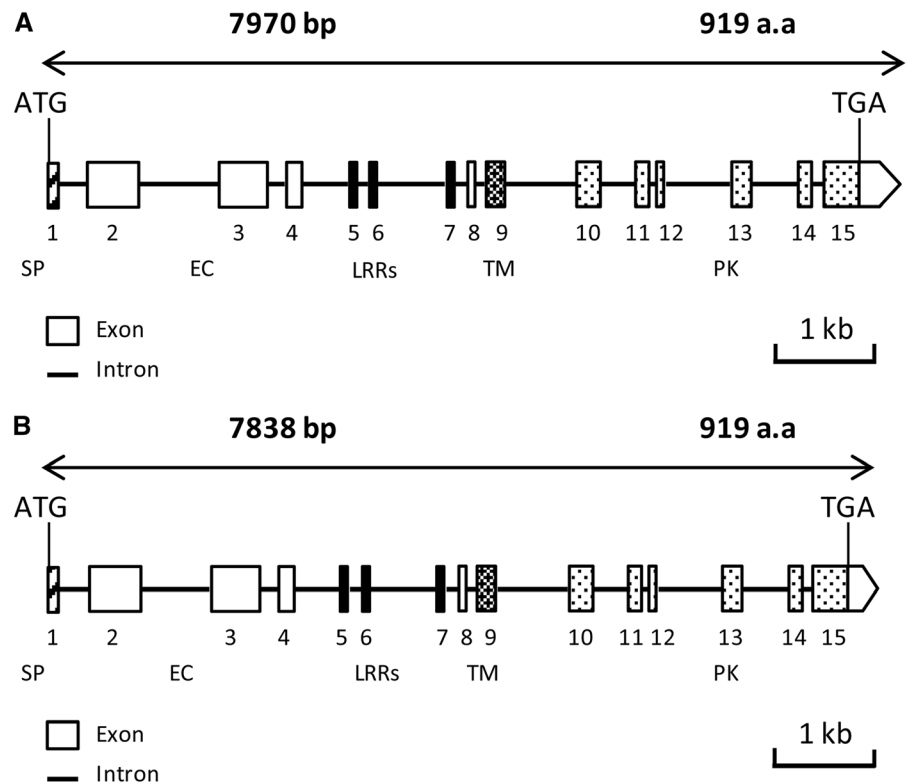 A
7970 bp 919 a.a
ATG TGA
1 2 3 4 5 6 7 8 9 10 11 12 13 14 15
SP EC LRRs TM PK
Exon
1 kb
Intron
B
7838 bp 919 a.a
ATG TGA
1 2 3 4 5 6 7 8 9 10 11 12 13 14 15
SP EC LRRs TM PK
Exon
1 kb
Intron